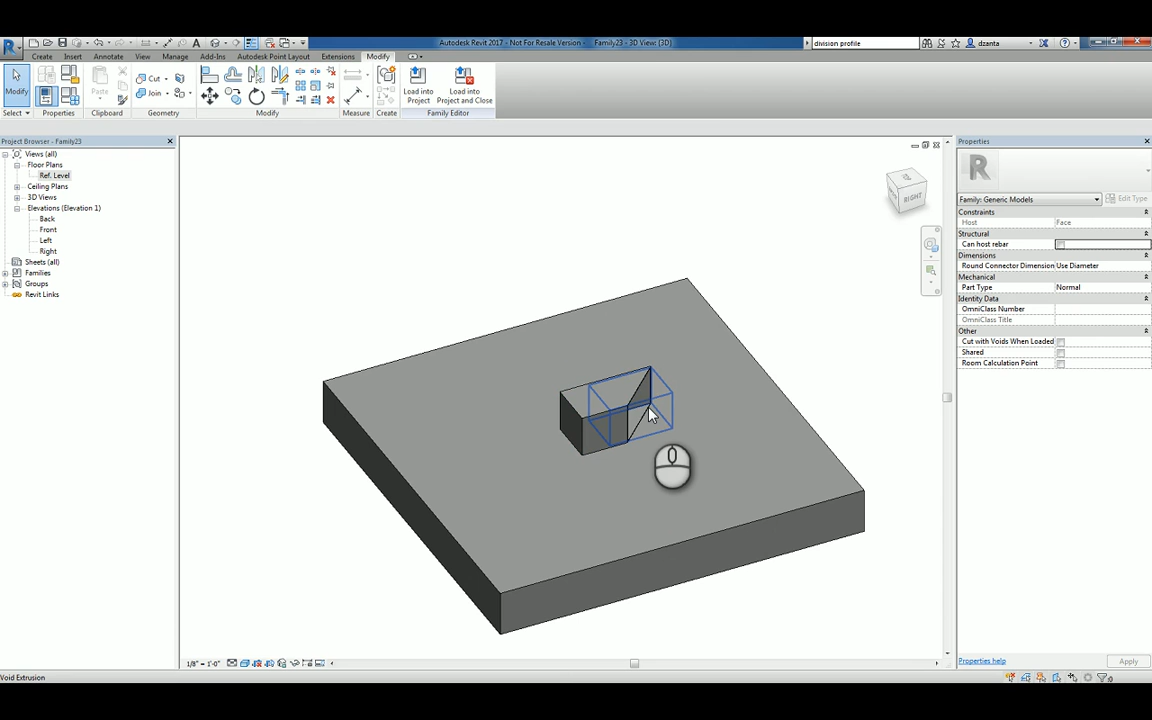 Autodesk Revit 2017 - Not For Resale Version - Family23 - 3D View: {3D}
division profile
dzanta
Create Insert Annotate View Manage Add-Ins Autodesk Point Layout Extensions Modify
Modify
Paste
Cut
Join
Load into Project
Load into Project and Close
Select Properties Clipboard Geometry Modify Measure Create Family Editor
Project Browser - Family23
Properties
Views (all)
Floor Plans
Ref. Level
Ceiling Plans
3D Views
Elevations (Elevation 1)
Back
Front
Left
Right
Sheets (all)
Families
Groups
Revit Links
RIGHT
Family: Generic Models
Edit Type
Constraints
Host Face
Structural
Can host rebar
Dimensions
Round Connector Dimension Use Diameter
Mechanical
Part Type Normal
Identity Data
OmniClass Number
OmniClass Title
Other
Cut with Voids When Loaded
Shared
Room Calculation Point
1/8" = 1'-0"
Properties help
Apply
Void Extrusion
:0